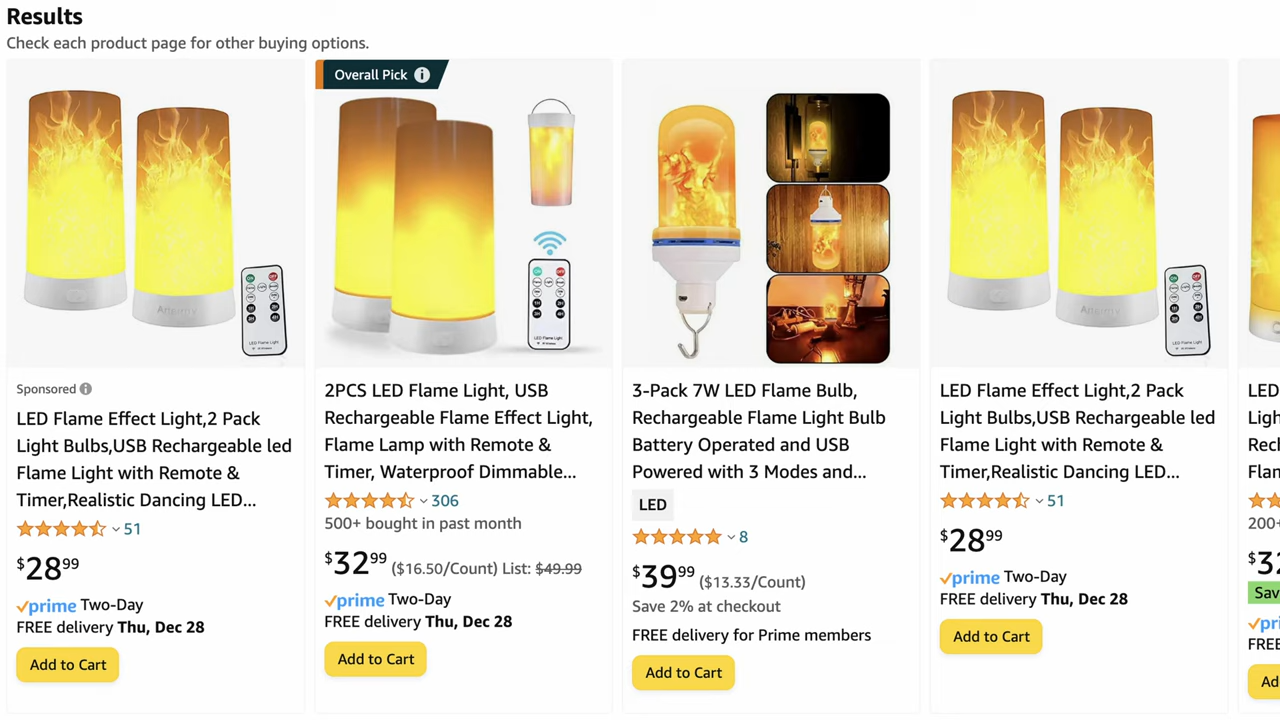 Results
Check each product page for other buying options.
Sponsored
LED Flame Effect Light,2 Pack
Light Bulbs,USB Rechargeable led
Flame Light with Remote &
Timer,Realistic Dancing LED...
51
$28.99
prime Two-Day
FREE delivery Thu, Dec 28
Add to Cart
Overall Pick
2PCS LED Flame Light, USB
Rechargeable Flame Effect Light,
Flame Lamp with Remote &
Timer, Waterproof Dimmable...
306
500+ bought in past month
$32.99 ($16.50/Count) List: $49.99
prime Two-Day
FREE delivery Thu, Dec 28
Add to Cart
3-Pack 7W LED Flame Bulb,
Rechargeable Flame Light Bulb
Battery Operated and USB
Powered with 3 Modes and...
LED
8
$39.99 ($13.33/Count)
Save 2% at checkout
FREE delivery for Prime members
Add to Cart
LED Flame Effect Light,2 Pack
Light Bulbs,USB Rechargeable led
Flame Light with Remote &
Timer,Realistic Dancing LED...
51
$28.99
prime Two-Day
FREE delivery Thu, Dec 28
Add to Cart
LED
200+
FREE